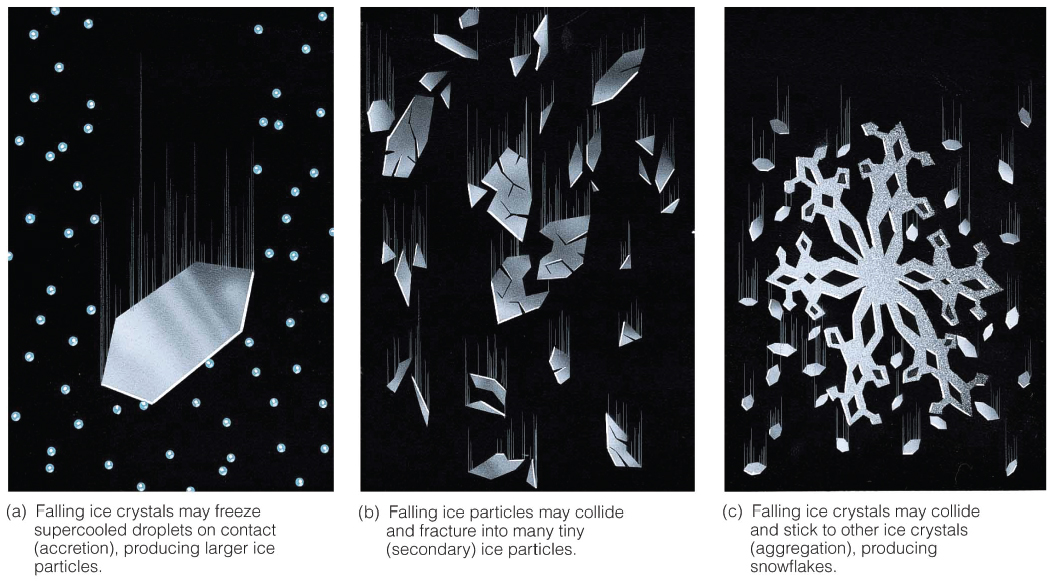 (a) Falling ice crystals may freeze
supercooled droplets on contact
(accretion), producing larger ice
particles.
(b) Falling ice particles may collide
and fracture into many tiny
(secondary) ice particles.
(c) Falling ice crystals may collide
and stick to other ice crystals
(aggregation), producing
snowflakes.